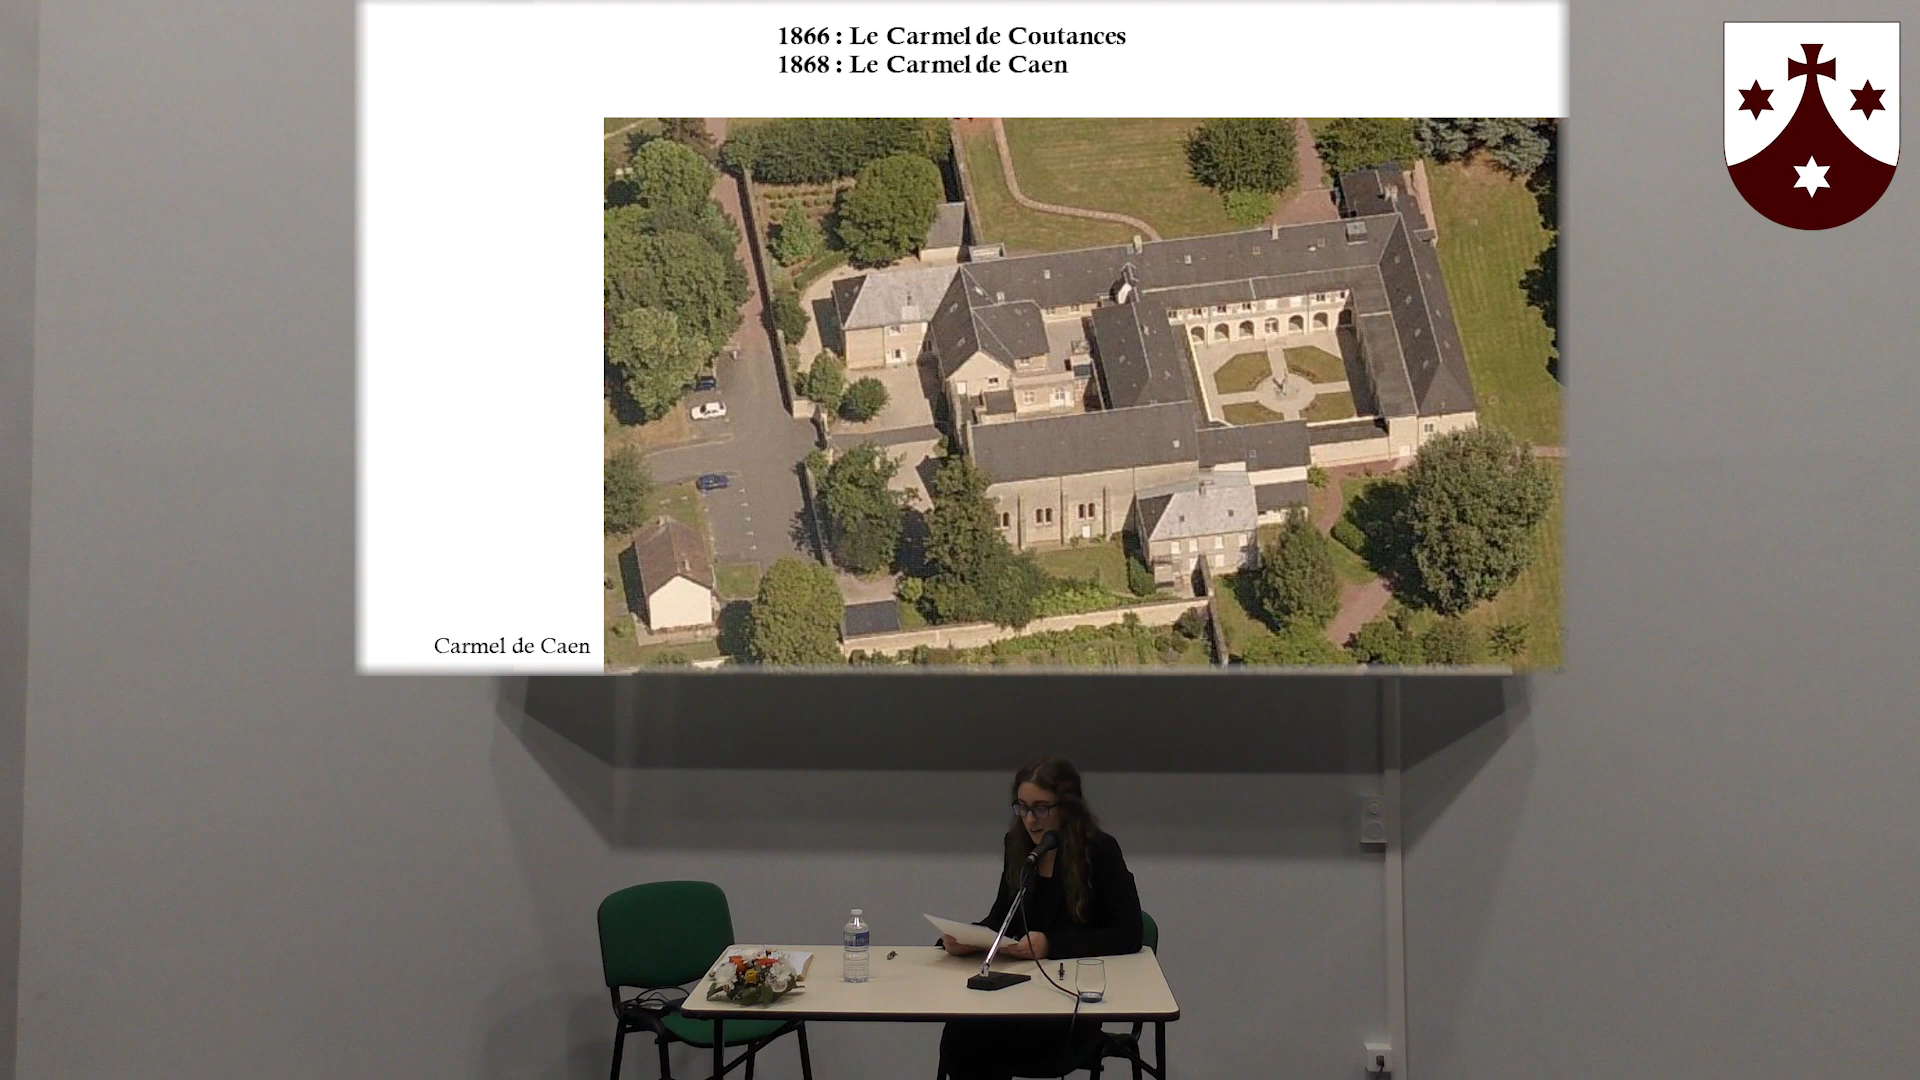 1866 : Le Carmel de Coutances
1868 : Le Carmel de Caen
Carmel de Caen